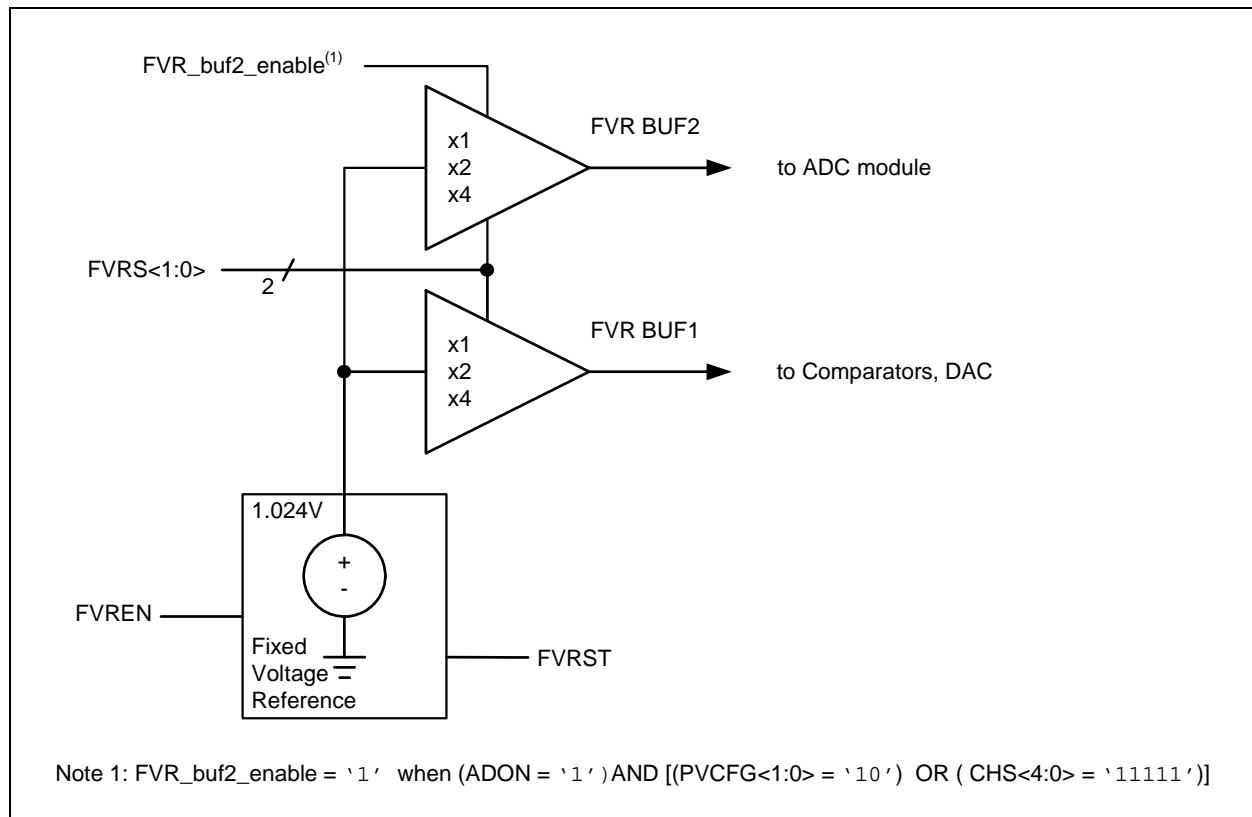 FVR_buf2_enable(1)
x1
x2
x4
FVR BUF2
to ADC module
FVRS<1:0>
2
x1
x2
x4
FVR BUF1
to Comparators, DAC
1.024V
+
-
FVREN
Fixed
Voltage
Reference
FVRST
Note 1: FVR_buf2_enable = ‘1’ when (ADON = ‘1’)AND [(PVCFG<1:0> = ‘10’) OR ( CHS<4:0> = ‘11111’)]